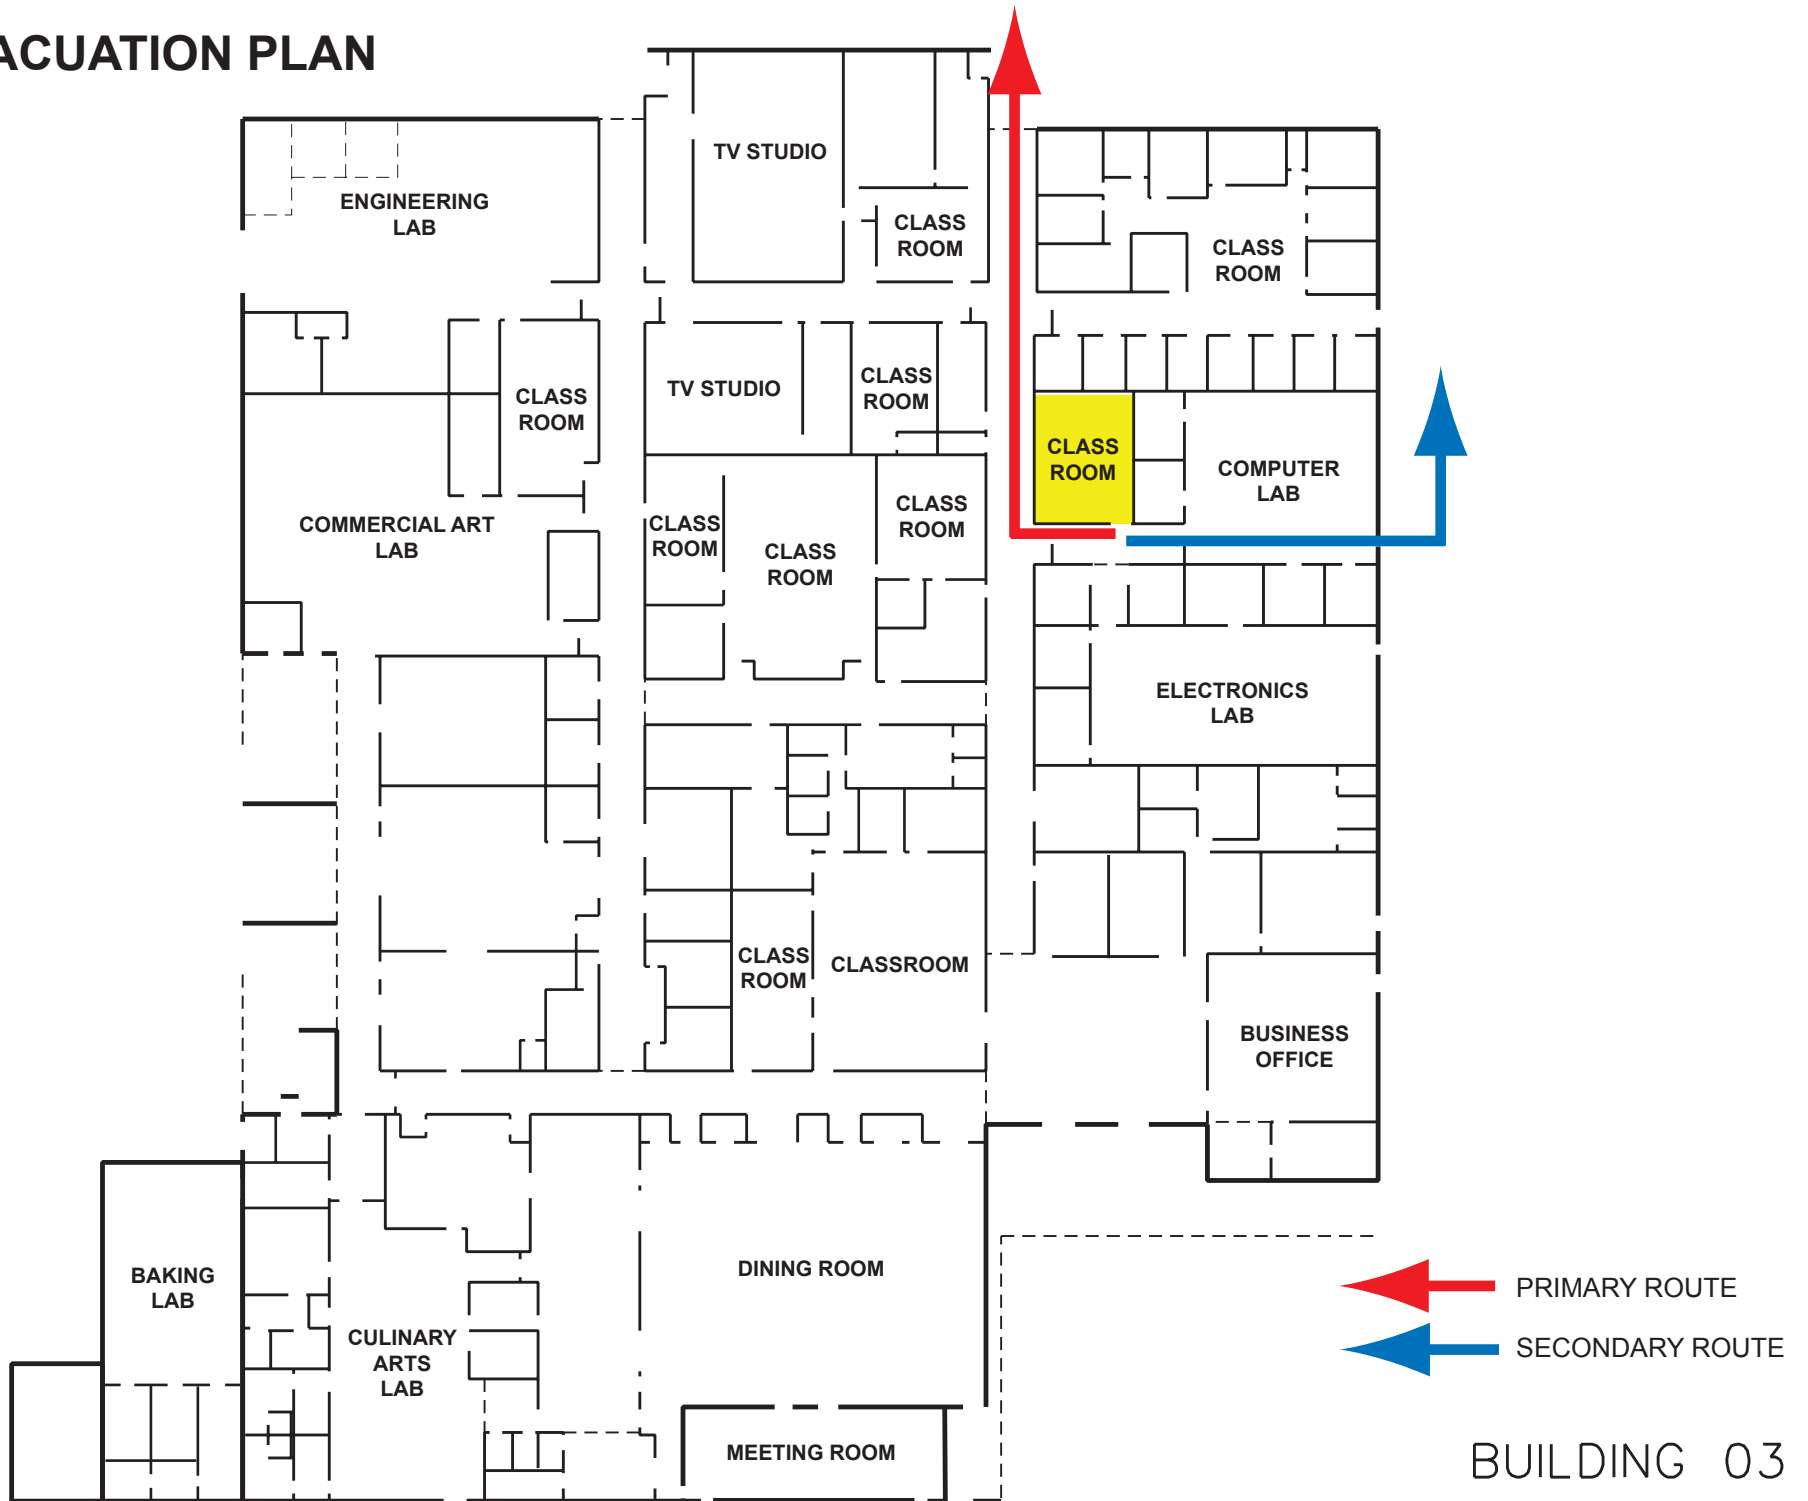 ACUATION PLAN
TV STUDIO
ENGINEERING
LAB
CLASS
ROOM
CLASS
ROOM
TV STUDIO
CLASS
ROOM
CLASS
ROOM
CLASS
ROOM
COMPUTER
LAB
COMMERCIAL ART
LAB
CLASS
ROOM
CLASS
ROOM
CLASS
ROOM
ELECTRONICS
LAB
CLASS
ROOM
CLASSROOM
BUSINESS
OFFICE
BAKING
LAB
DINING ROOM
CULINARY
ARTS
LAB
MEETING ROOM
PRIMARY ROUTE
SECONDARY ROUTE
BUILDING 03